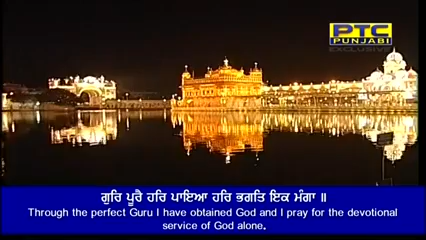 PTC
PUNJABI
EXCLUSIVE
ਗੁਰਿ ਪੂਰੈ ਹਰਿ ਪਾਇਆ ਹਰਿ ਭਗਤਿ ਇਕ ਮੰਗਾ ॥
Through the perfect Guru I have obtained God and I pray for the devotional
service of God alone.